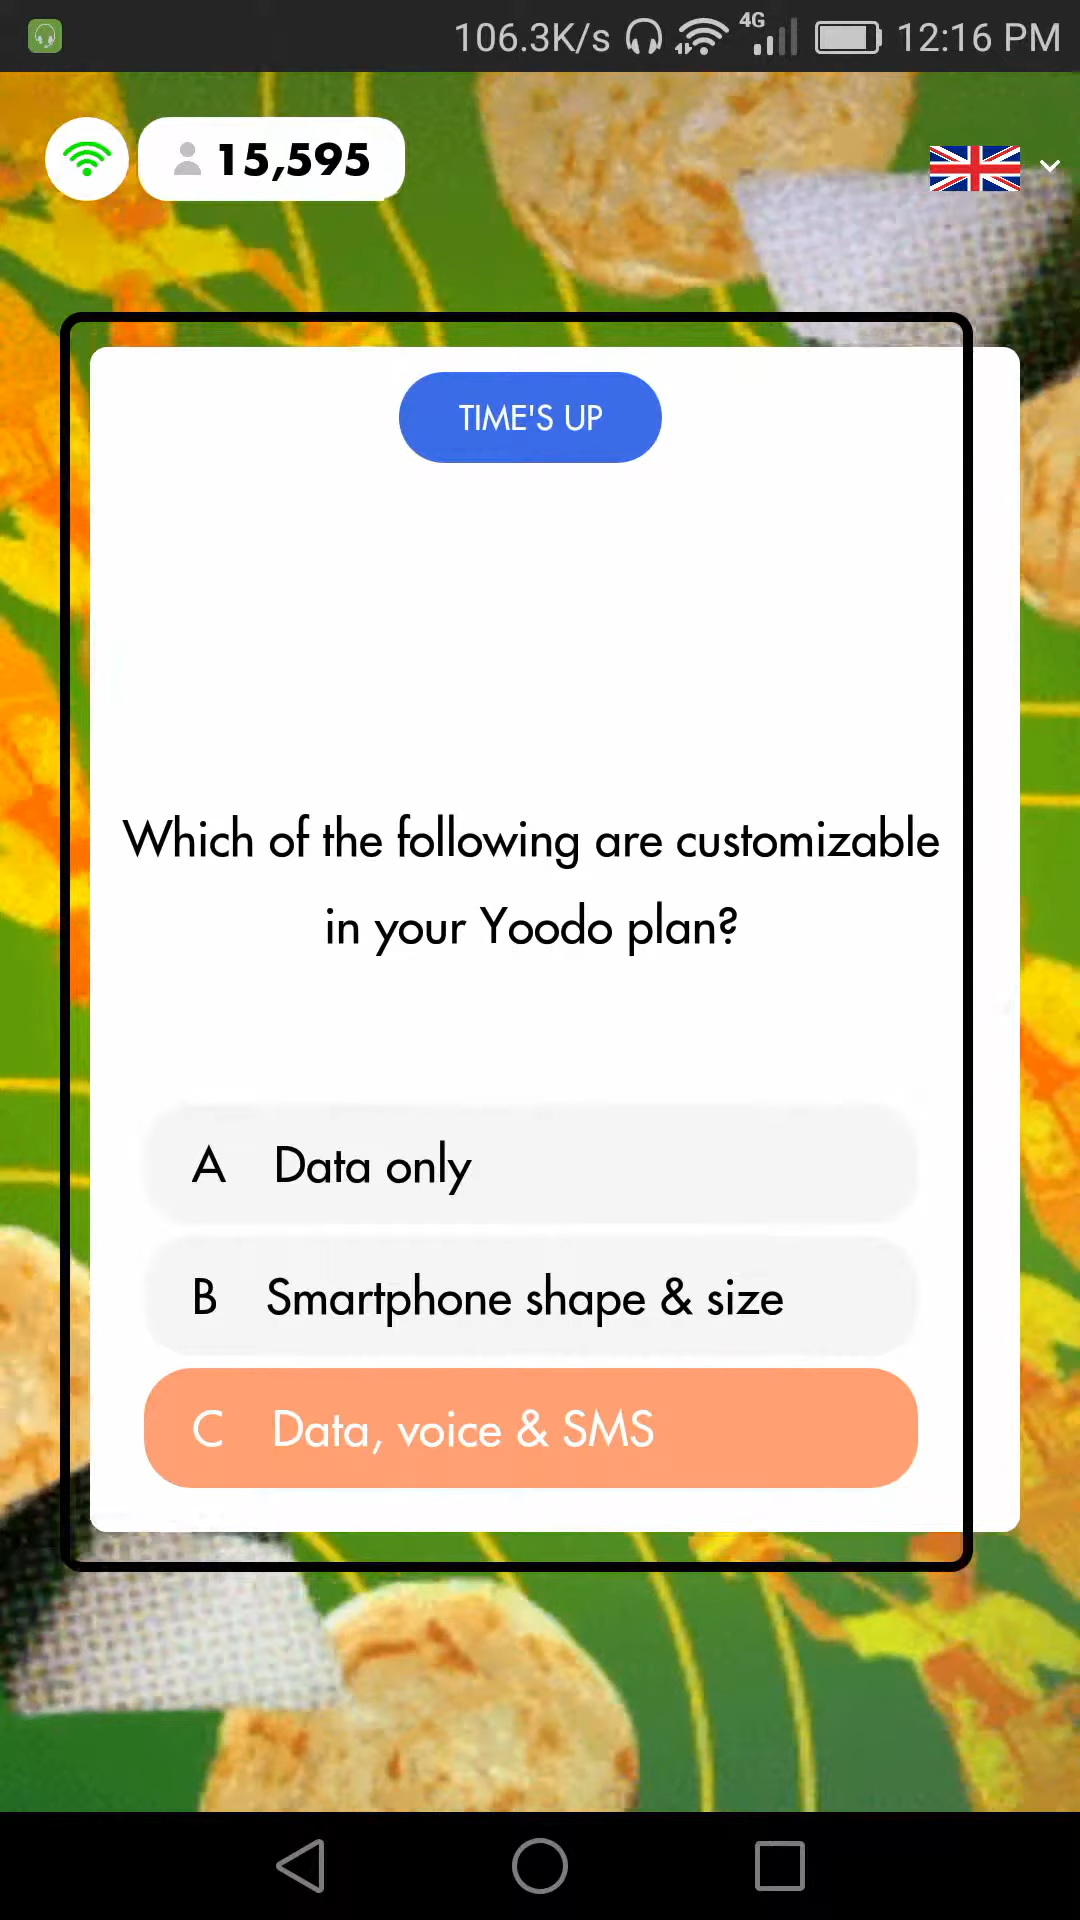 106.3K/s 4G 12:16 PM
15,595
TIME'S UP
Which of the following are customizable
in your Yoodo plan?
A Data only
B Smartphone shape & size
C Data, voice & SMS